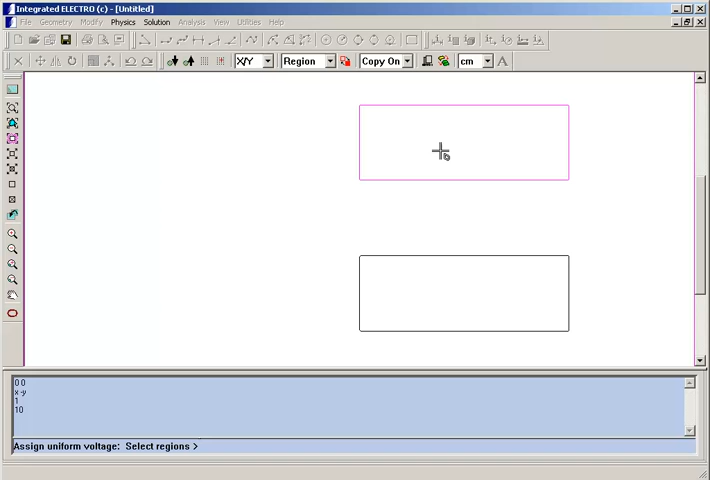 Integrated ELECTRO (c) - [Untitled]
File Geometry Modify Physics Solution Analysis View Utilities Help
X/Y Region Copy On cm A
0 0
x-y
1
10
Assign uniform voltage: Select regions >